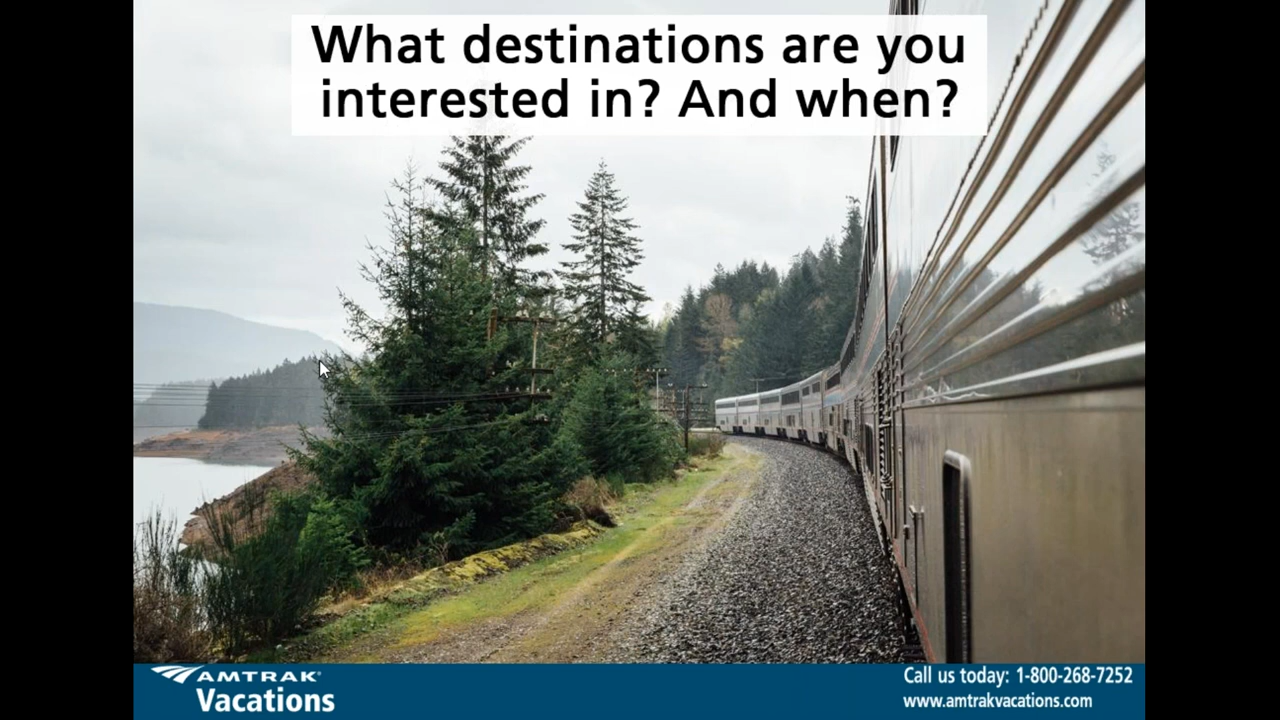 What destinations are you
interested in? And when?
AMTRAK®
Vacations
Call us today: 1-800-268-7252
www.amtrakvacations.com